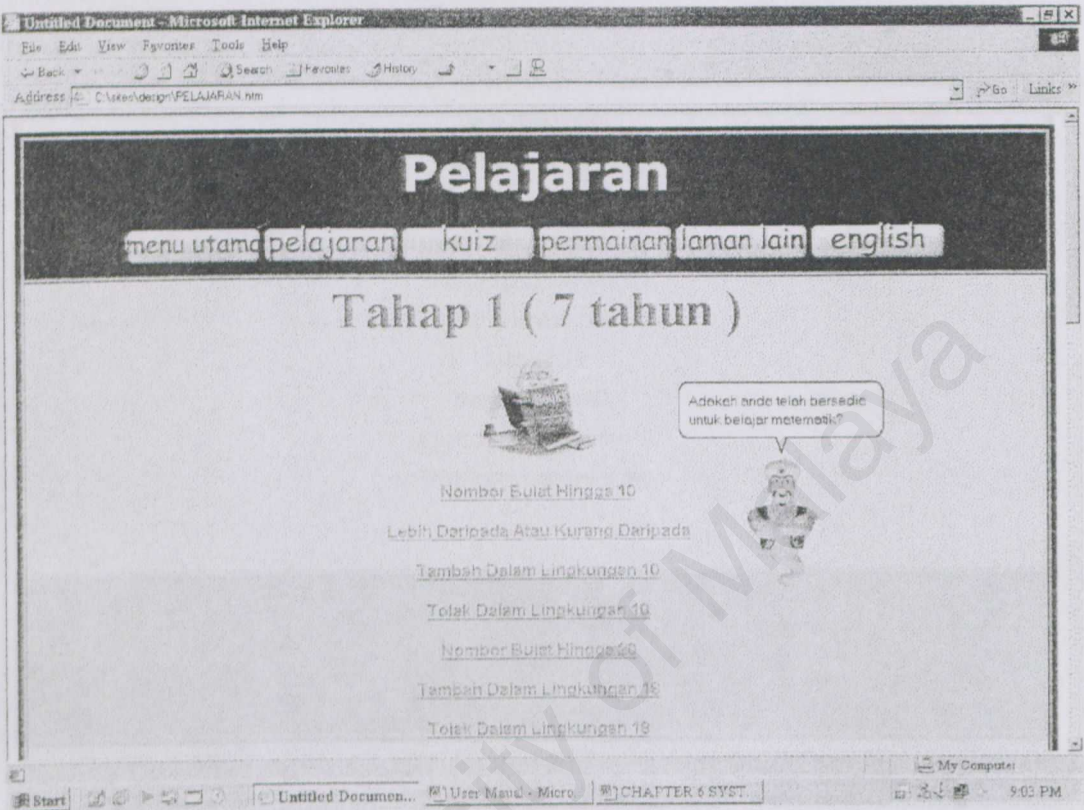 Untitled Document - Microsoft Internet Explorer
File Edit View Favorites Tools Help
Back Search Favorites History
Address C:\sites\design\PELAJARAN.htm Go Links »
Pelajaran
menu utama pelajaran kuiz permainan laman lain english
Tahap 1 ( 7 tahun )
Adakah anda telah bersedia
untuk belajar matematik?
Nombor Bulat Hingga 10
Lebih Daripada Atau Kurang Daripada
Tambah Dalam Lingkungan 10
Tolak Dalam Lingkungan 10
Nombor Bulat Hingga 20
Tambah Dalam Lingkungan 18
Tolak Dalam Lingkungan 18
My Computer
Start Untitled Documen... User - Micro... CHAPTER 6 SYST... 9:03 PM
University of Malaya